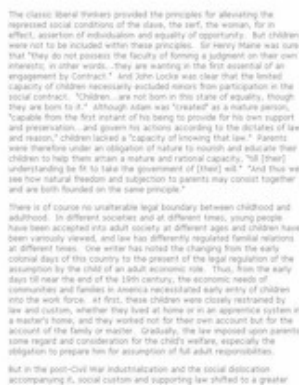 The classic liberal thinkers provided the principles for alleviating the
repressed social conditions of the slave, the serf, the woman, for in
effect, assertion of individualism and equality of opportunity. But children
were not to be included within these principles. Sir Henry Maine was sure
that "they do not possess the faculty of forming a judgment on their own
interests; in other words...they are wanting in the first essential of an
engagement by Contract." And John Locke was clear that the limited
capacity of children necessarily excluded minors from participation in the
social contract. "Children...are not born in this state of equality, though
they are born to it." Although Adam was "created" as a mature person,
"capable from the first instant of his being to provide for his own support
and preservation...and govern his actions according to the dictates of law
and reason," children lacked a "capacity of knowing that law." Parents
were therefore under an obligation of nature to nourish and educate their
children to help them attain a mature and rational capacity, "till [their]
understanding be fit to take the government of [their] will." "And thus we
see how natural freedom and subjection to parents may consist together
and are both founded on the same principle."
There is of course no unalterable legal boundary between childhood and
adulthood. In different societies and at different times, young people
have been accepted into adult society at different ages and children have
been variously viewed, and law has differently regulated familial relations
at different times. One writer has noted the changing from the early
colonial days of this country to the present of the legal regulation of the
assumption by the child of an adult economic role. Thus, from the early
days till near the end of the 19th century, the economic needs of
communities and families in America necessitated early entry of children
into the work force. At first, these children were closely restrained by
law and custom, whether they lived at home or in an apprentice system in
a master's home, and they worked not for their own account but for the
account of the family or master. Gradually, the law imposed upon parents
some regard and consideration for the child's welfare, especially the
obligation to prepare him for assumption of full adult responsibilities.
But in the post-Civil War industrialization and the social dislocation
accompanying it, social custom and supporting law shifted to a greater